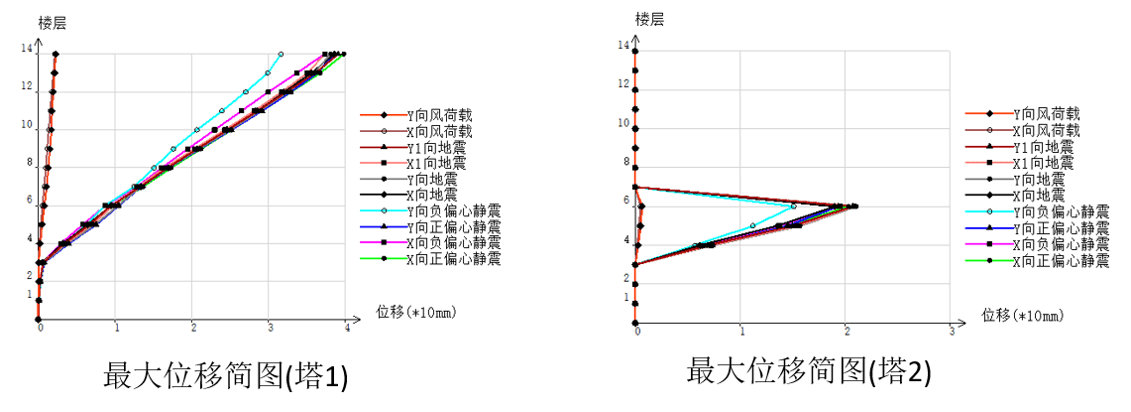 楼层
14
12
10
8
6
4
2
1
0
1
2
3
4
位移(*10mm)
Y向风荷载
X向风荷载
Y1向地震
X1向地震
Y向地震
X向地震
Y向负偏心静震
Y向正偏心静震
X向负偏心静震
X向正偏心静震
最大位移简图(塔1)
楼层
14
12
10
8
6
4
2
1
0
1
2
3
位移(*10mm)
Y向风荷载
X向风荷载
Y1向地震
X1向地震
Y向地震
X向地震
Y向负偏心静震
Y向正偏心静震
X向负偏心静震
X向正偏心静震
最大位移简图(塔2)